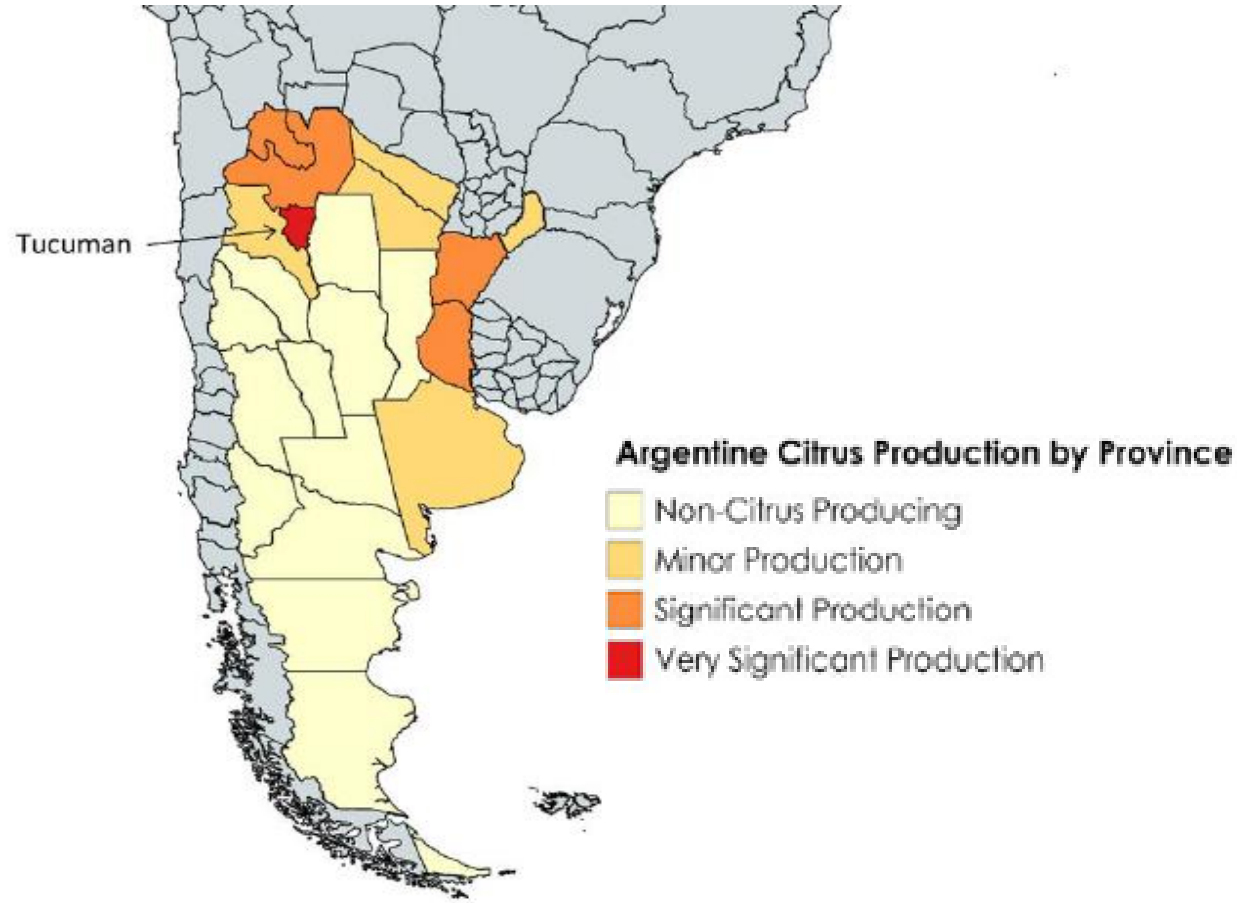 Tucuman
Argentine Citrus Production by Province
Non-Citrus Producing
Minor Production
Significant Production
Very Significant Production